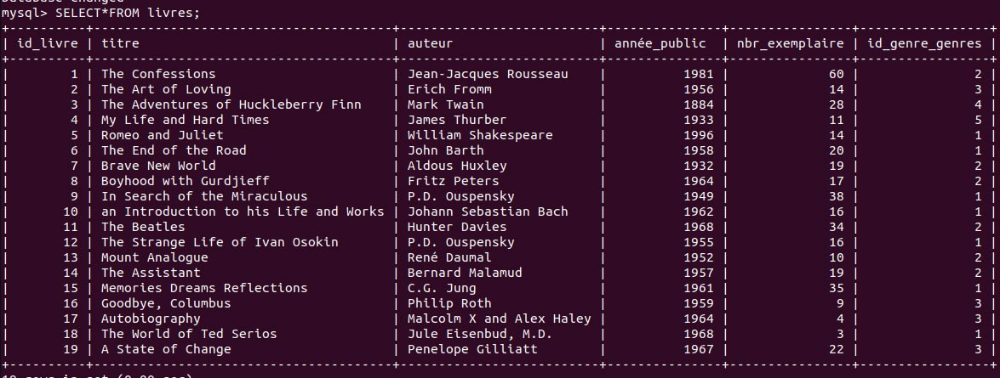 mysql> SELECT*FROM livres;
+----------+--------------------------------------+--------------------------+---------------+----------------+-----------------+
| id_livre | titre | auteur | année_public | nbr_exemplaire | id_genre_genres |
+----------+--------------------------------------+--------------------------+---------------+----------------+-----------------+
| 1 | The Confessions | Jean-Jacques Rousseau | 1981 | 60 | 2 |
| 2 | The Art of Loving | Erich Fromm | 1956 | 14 | 3 |
| 3 | The Adventures of Huckleberry Finn | Mark Twain | 1884 | 28 | 4 |
| 4 | My Life and Hard Times | James Thurber | 1933 | 11 | 5 |
| 5 | Romeo and Juliet | William Shakespeare | 1996 | 14 | 1 |
| 6 | The End of the Road | John Barth | 1958 | 20 | 1 |
| 7 | Brave New World | Aldous Huxley | 1932 | 19 | 2 |
| 8 | Boyhood with Gurdjieff | Fritz Peters | 1964 | 17 | 2 |
| 9 | In Search of the Miraculous | P.D. Ouspensky | 1949 | 38 | 1 |
| 10 | an Introduction to his Life and Works | Johann Sebastian Bach | 1962 | 16 | 1 |
| 11 | The Beatles | Hunter Davies | 1968 | 34 | 2 |
| 12 | The Strange Life of Ivan Osokin | P.D. Ouspensky | 1955 | 16 | 1 |
| 13 | Mount Analogue | René Daumal | 1952 | 10 | 2 |
| 14 | The Assistant | Bernard Malamud | 1957 | 19 | 2 |
| 15 | Memories Dreams Reflections | C.G. Jung | 1961 | 35 | 1 |
| 16 | Goodbye, Columbus | Philip Roth | 1959 | 9 | 3 |
| 17 | Autobiography | Malcolm X and Alex Haley | 1964 | 4 | 3 |
| 18 | The World of Ted Serios | Jule Eisenbud, M.D. | 1968 | 3 | 1 |
| 19 | A State of Change | Penelope Gilliatt | 1967 | 22 | 3 |
+----------+--------------------------------------+--------------------------+---------------+----------------+-----------------+